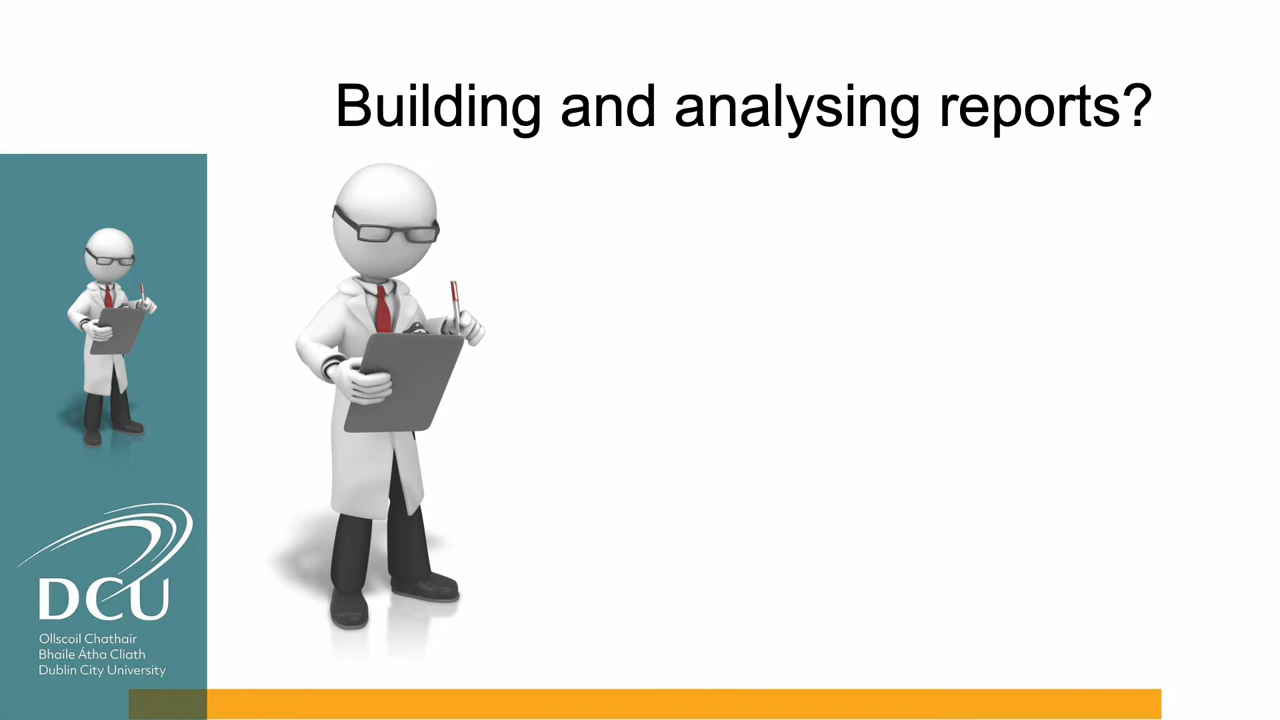 Building and analysing reports?
DCU
Ollscoil Chathair
Bhaile Átha Cliath
Dublin City University